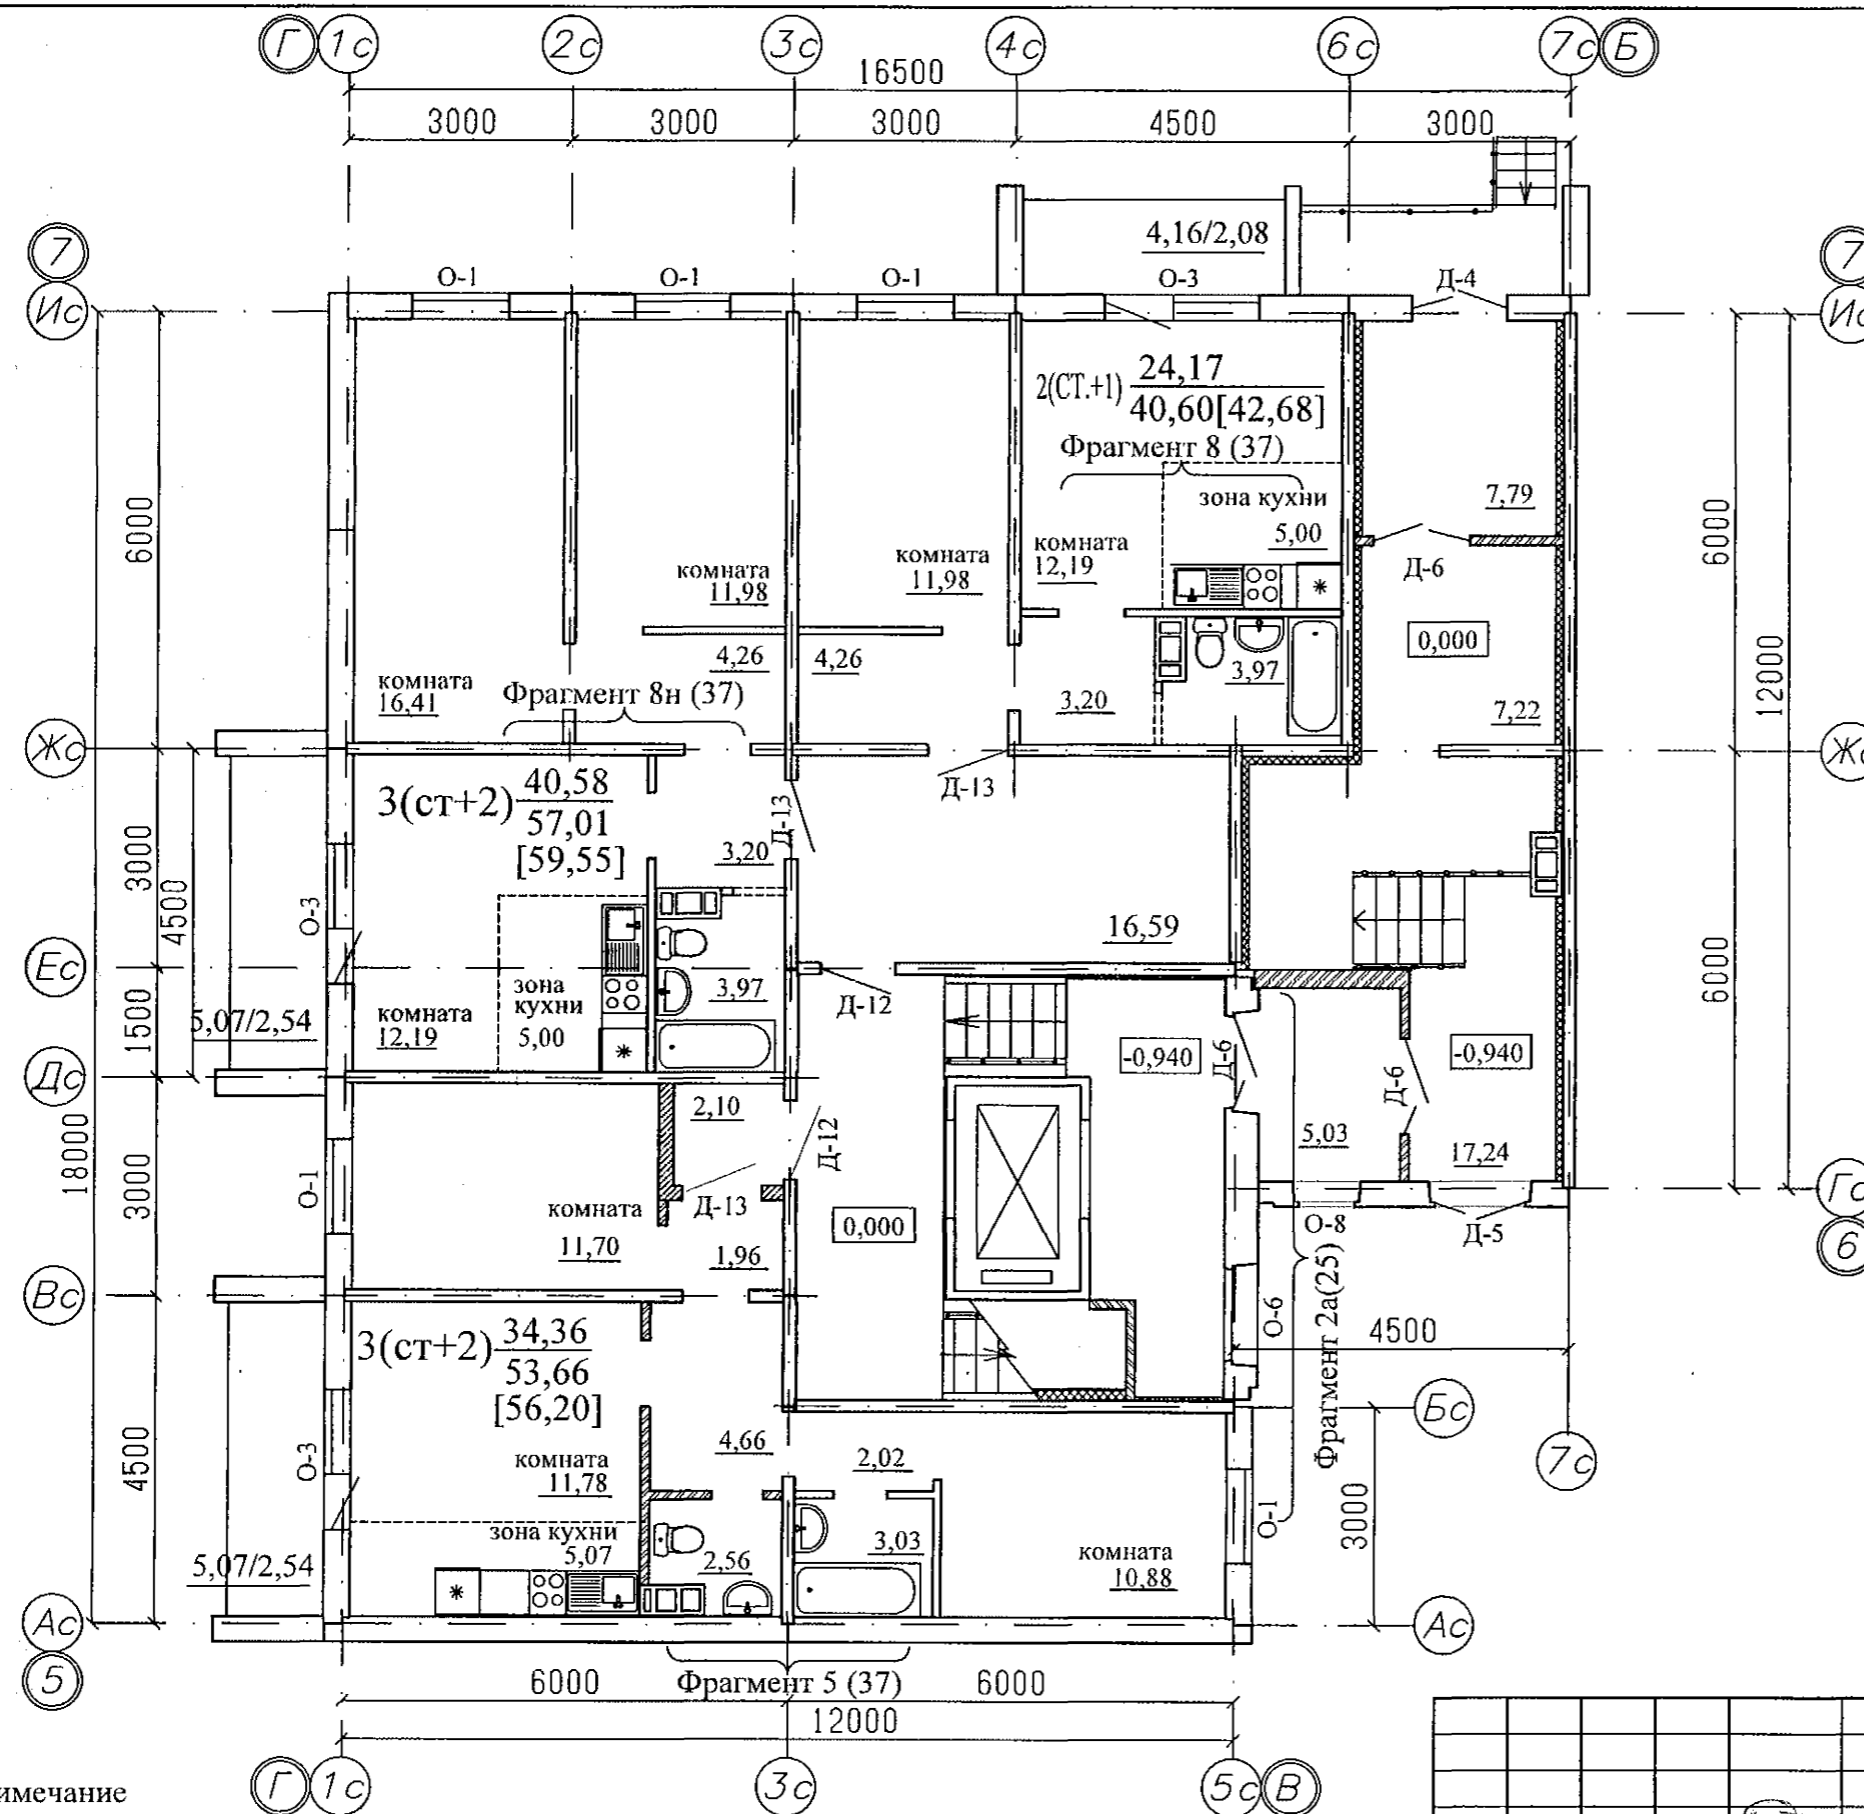 Г 1с 2с 3с 4с 6с 7с Б
16500
3000 3000 3000 4500 3000
4,16/2,08
7 7
Ис О-1 О-1 О-1 О-3 Д-4 Ис
2(СТ.+1) 24,17
40,60[42,68]
Фрагмент 8 (37)
зона кухни 7,79
5,00
6000 6000
комната 11,98
комната 11,98
комната 12,19
Д-6
0,000
12000
4,26 4,26 3,97
комната
16,41
Фрагмент 8н (37)
3,20 7,22
Жс Жс
3(ст+2) 40,58
57,01
[59,55]
Д-13 Д-13
3,20
3000
4500
О-3
16,59
Ес
6000
1500
5,07/2,54
комната
12,19
зона
кухни
5,00
3,97
Д-12
-0,940 Д-6 Д-6 -0,940
Дс
18000
2,10
Д-12
5,03 17,24
3000
О-1
комната
11,70
Д-13
1,96
0,000
О-8 Д-5
Гс
6
Вс
3(ст+2) 34,36
53,66
[56,20]
О-6
Фрагмент 2а(25)
4500
Бс
4500
О-3
комната
11,78
4,66 2,02
7с
3000
О-1
зона кухни
5,07
2,56 3,03
комната
10,88
5,07/2,54
Ас Ас
5
6000 Фрагмент 5 (37) 6000
12000
Г 1с 3с 5с В
имечание